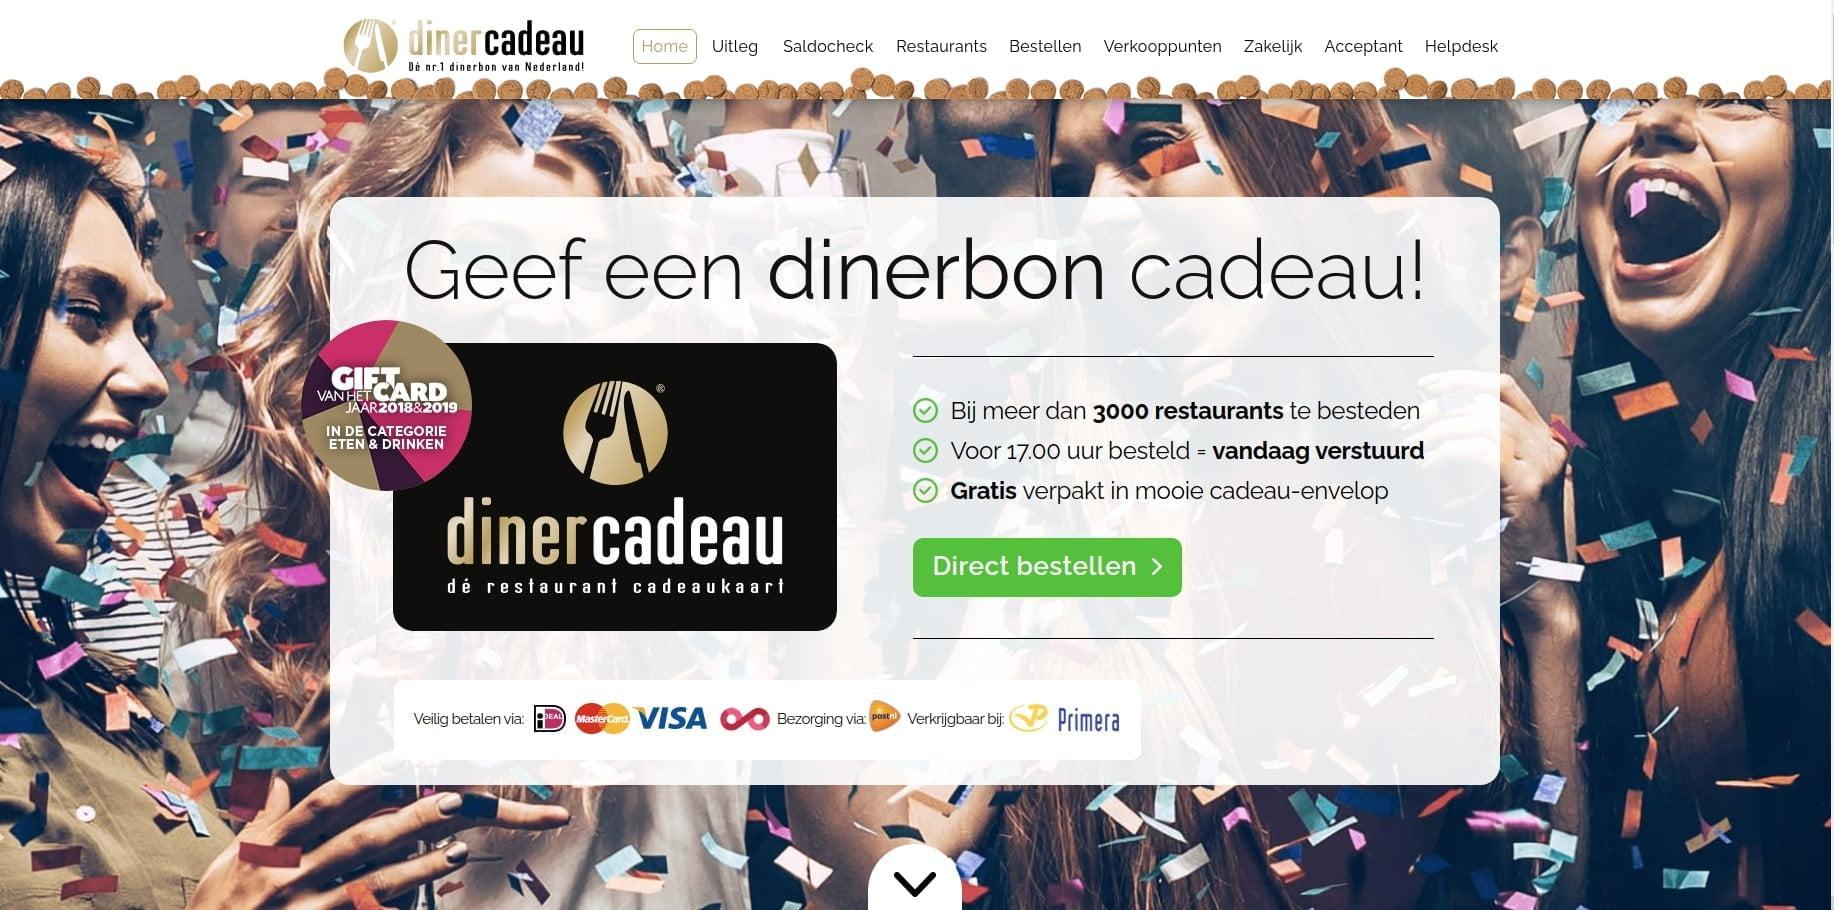 dinercadeau
Dé nr.1 dinerbon van Nederland!
Home Uitleg Saldocheck Restaurants Bestellen Verkooppunten Zakelijk Acceptant Helpdesk
Geef een dinerbon cadeau!
GIFT
VAN HET CARD
JAAR 2018 & 2019
IN DE CATEGORIE
ETEN & DRINKEN
®
dinercadeau
dé restaurant cadeaukaart
Bij meer dan 3000 restaurants te besteden
Voor 17.00 uur besteld = vandaag verstuurd
Gratis verpakt in mooie cadeau-envelop
Direct bestellen
Veilig betalen via: iDEAL MasterCard VISA Bezorging via: postnl Verkrijgbaar bij: VP Primera